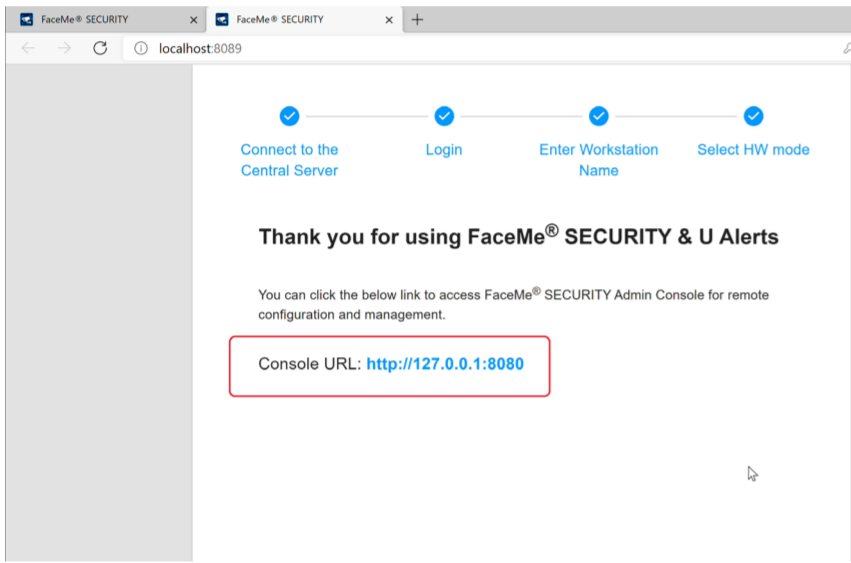 FaceMe® SECURITY
FaceMe® SECURITY
localhost:8089
Connect to the
Central Server
Login
Enter Workstation
Name
Select HW mode
Thank you for using FaceMe® SECURITY & U Alerts
You can click the below link to access FaceMe® SECURITY Admin Console for remote
configuration and management.
Console URL: http://127.0.0.1:8080